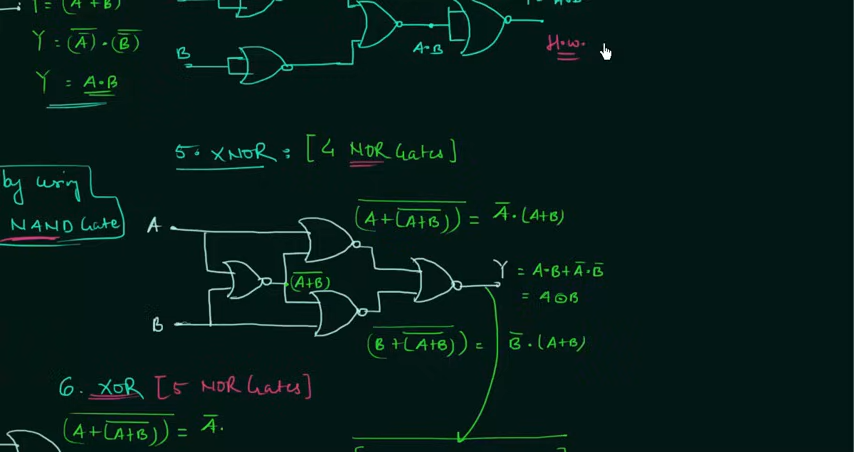 Y = (A + B)
Y = (A̅)·(B̅)
Y = A·B
B
A·B
H.w.
5. XNOR : [4 NOR Gates]
by using
NAND Gate
A
B
(A+B)̅
(A+(A+B)̅)̅ = A̅·(A+B)
Y = A·B + A̅·B̅
= A⊙B
(B+(A+B)̅)̅ = B̅·(A+B)
6. XOR [5 NOR Gates]
(A+(A+B)̅)̅ = A̅.